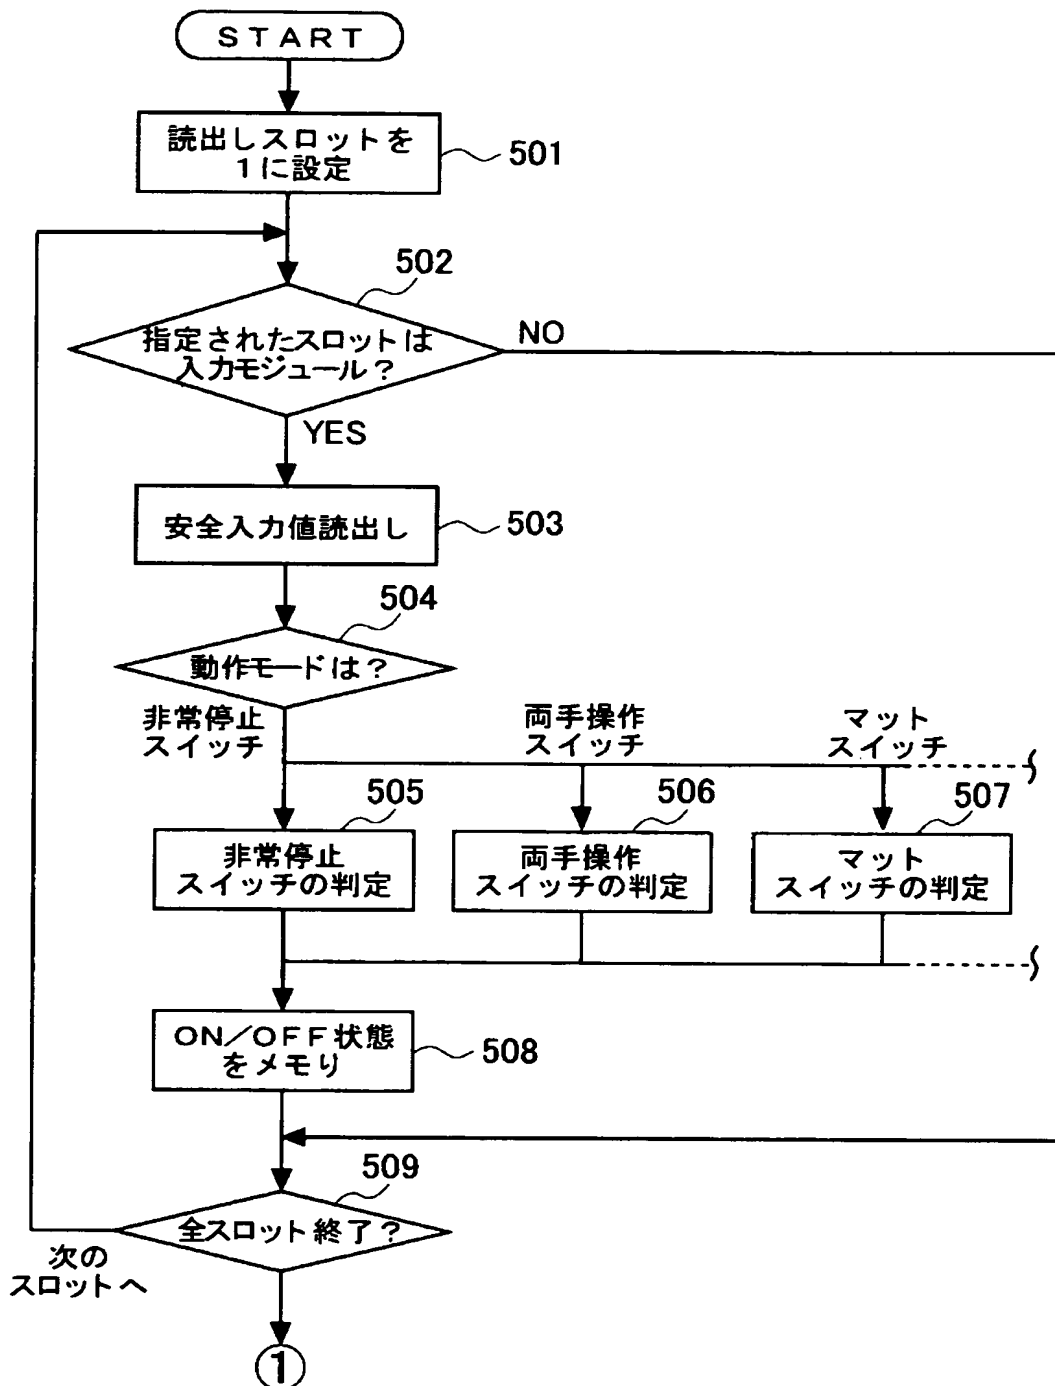 START
読出しスロットを
1に設定
501
502
指定されたスロットは
入力モジュール?
NO
YES
安全入力値読出し
503
504
動作モードは?
非常停止
スイッチ
両手操作
スイッチ
マット
スイッチ
505
506
507
非常停止
スイッチの判定
両手操作
スイッチの判定
マット
スイッチの判定
ON/OFF状態
をメモリ
508
509
全スロット終了?
次の
スロットへ
1